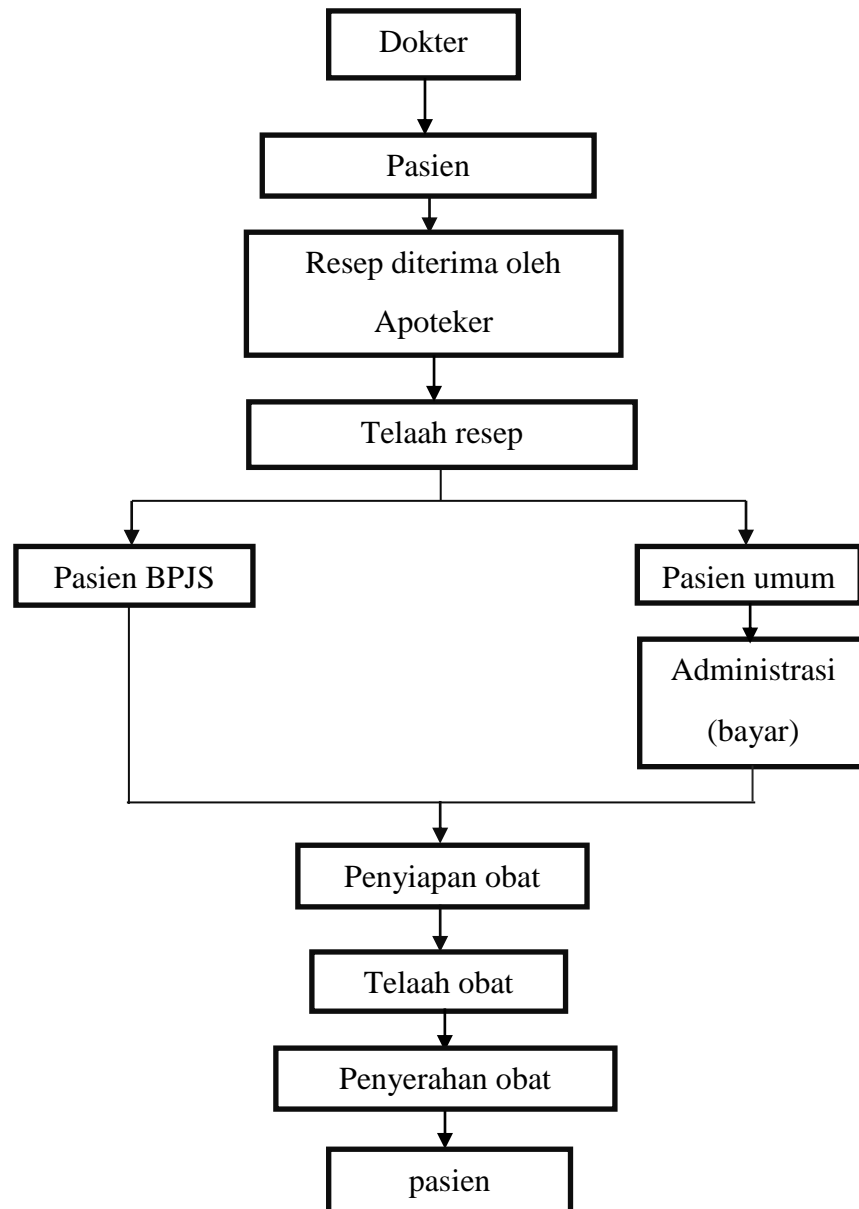 Dokter
Pasien
Resep diterima oleh
Apoteker
Telaah resep
Pasien BPJS
Pasien umum
Administrasi
(bayar)
Penyiapan obat
Telaah obat
Penyerahan obat
pasien